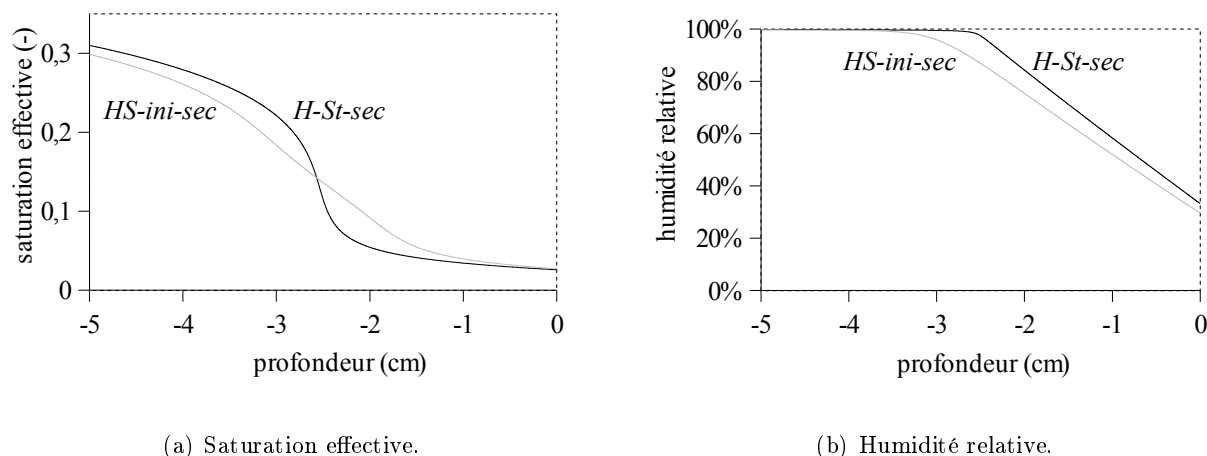 saturation effective (-)
0,3
0,2
0,1
0
HS-ini-sec
H-St-sec
-5 -4 -3 -2 -1 0
profondeur (cm)
(a) Saturation effective.
humidité relative
100%
80%
60%
40%
20%
0%
HS-ini-sec
H-St-sec
-5 -4 -3 -2 -1 0
profondeur (cm)
(b) Humidité relative.